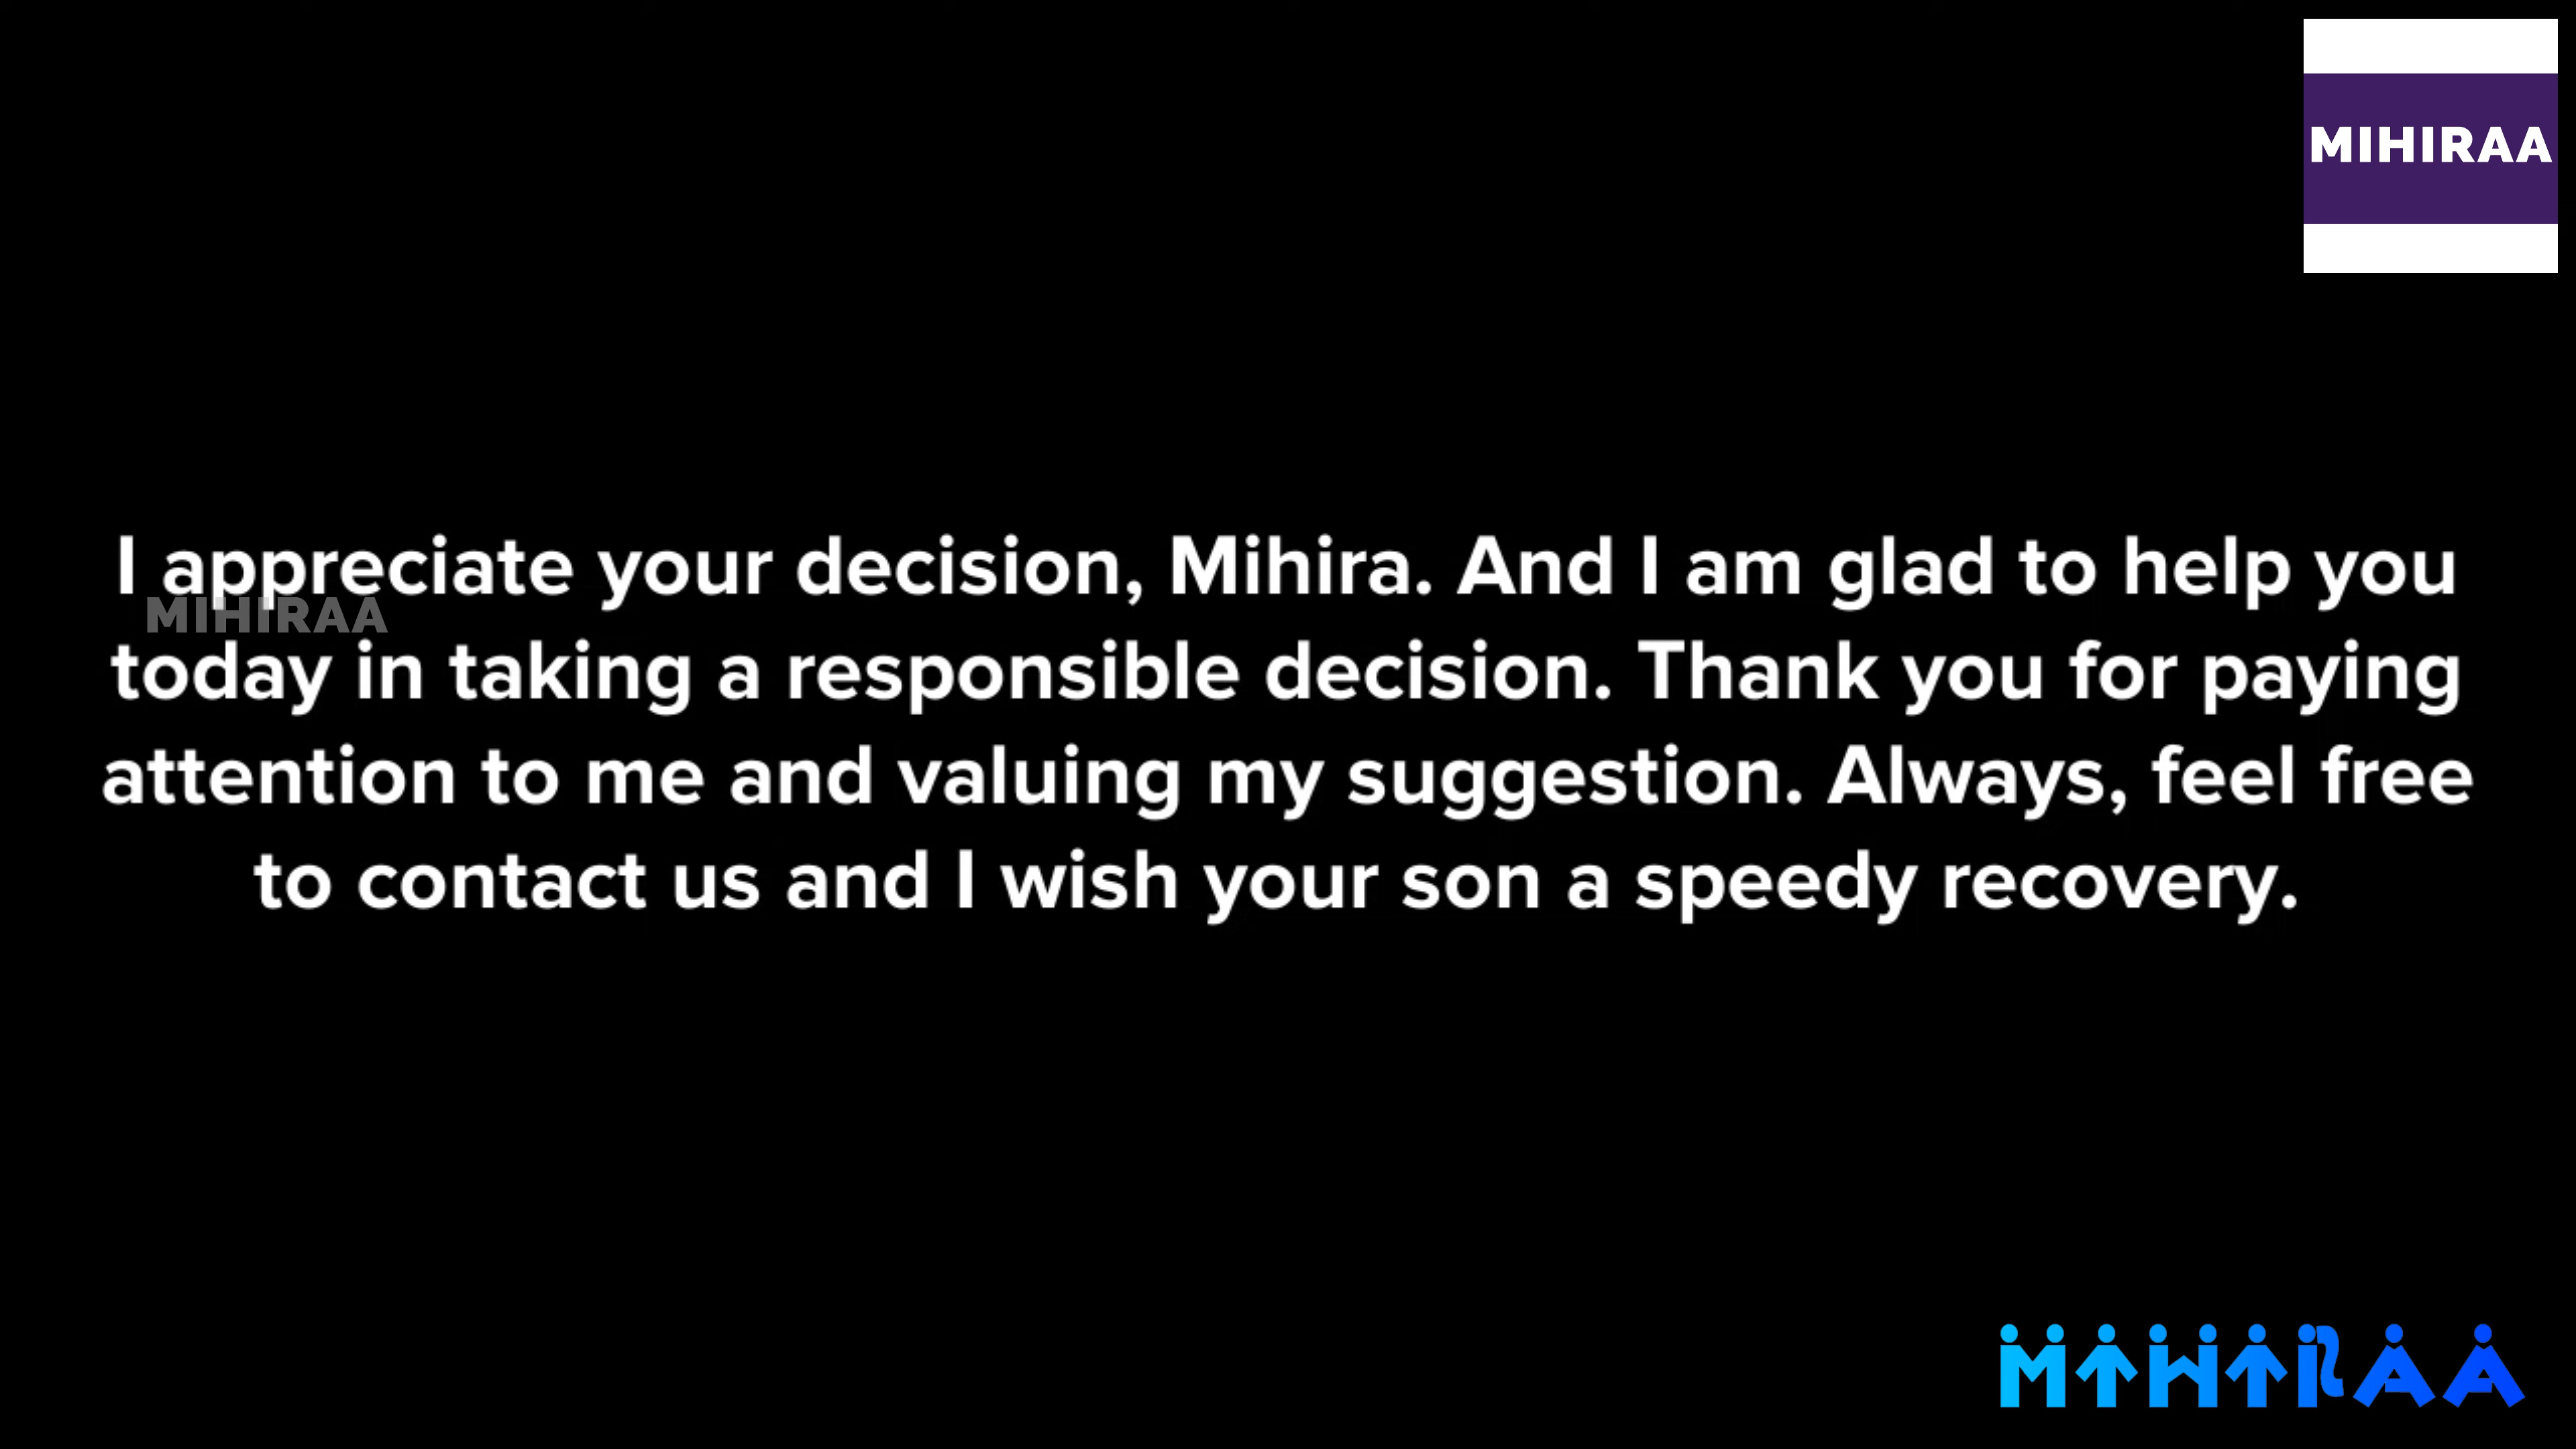 MIHIRAA
I appreciate your decision, Mihira. And I am glad to help you
MIHIRAA
today in taking a responsible decision. Thank you for paying
attention to me and valuing my suggestion. Always, feel free
to contact us and I wish your son a speedy recovery.
MIHIRAA